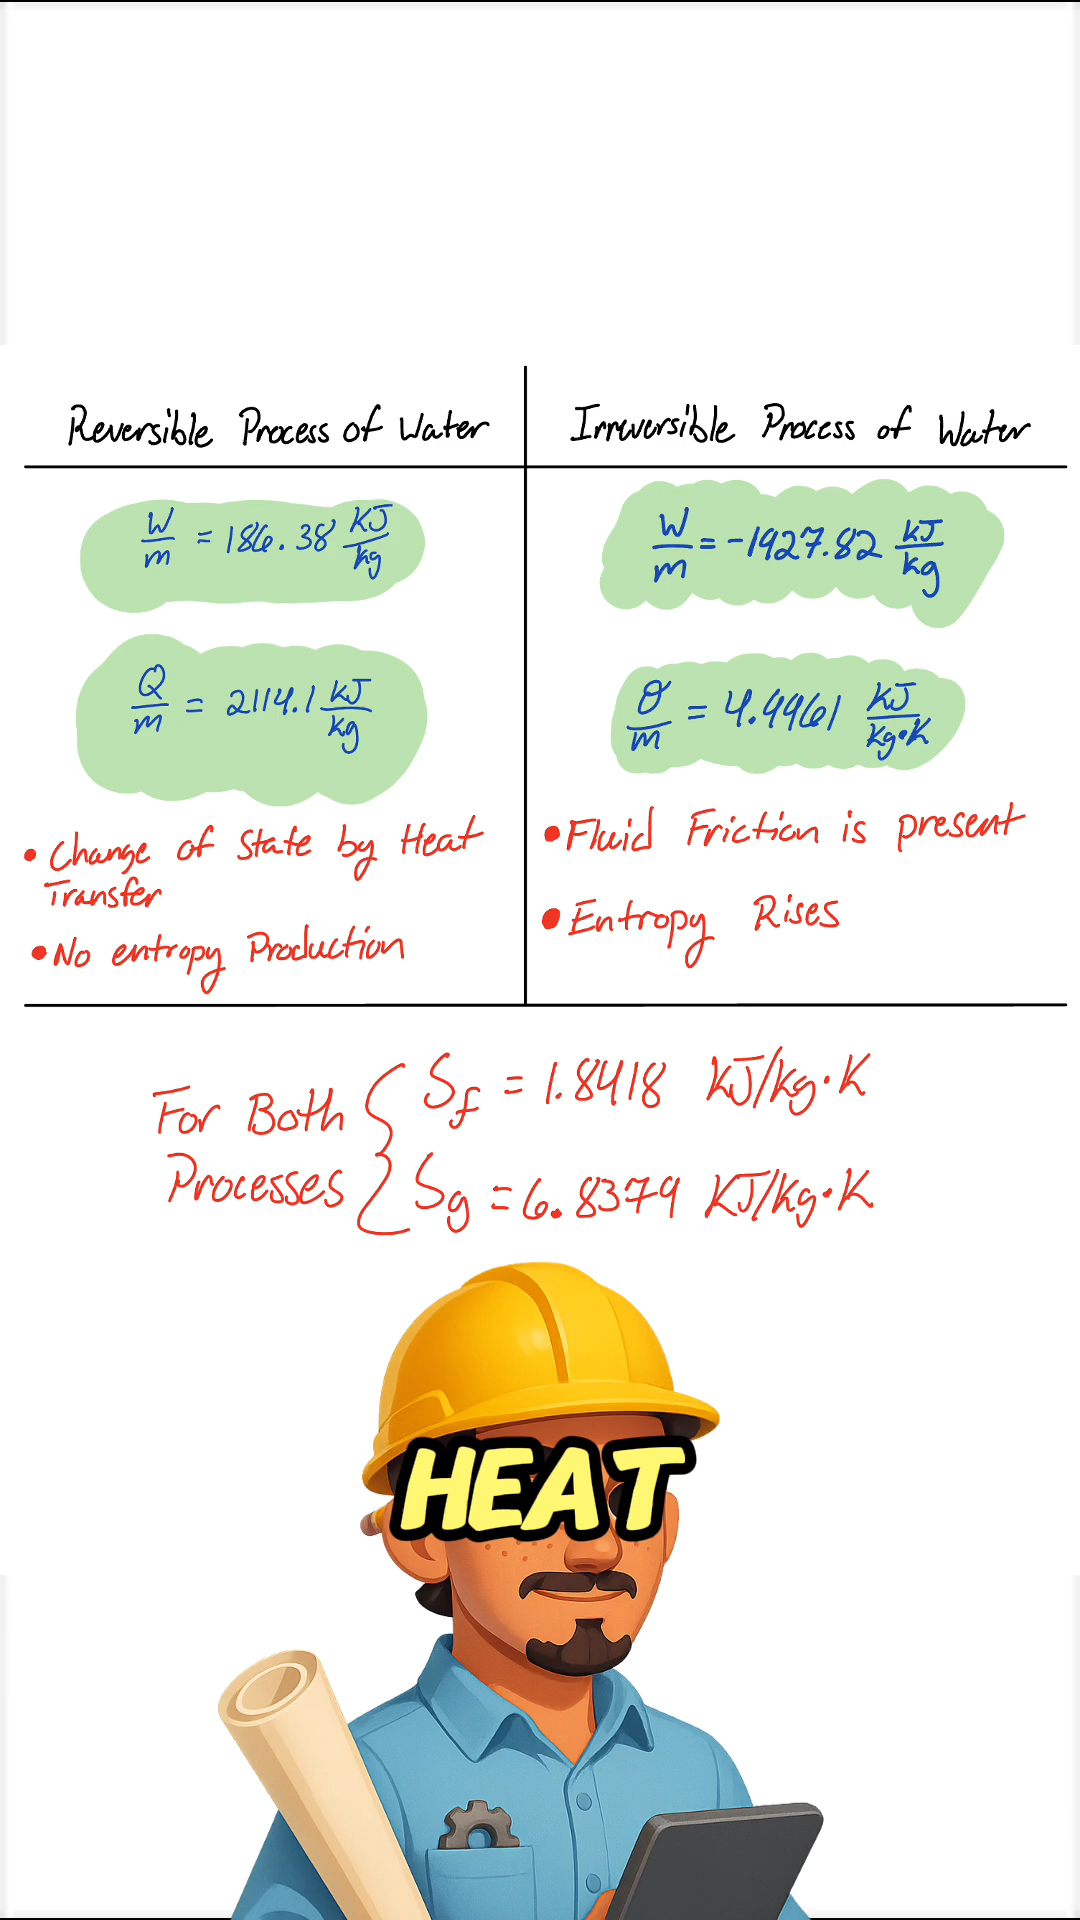 Reversible Process of Water
Irreversible Process of Water
W/m = 186.38 kJ/kg
W/m = -1927.82 kJ/kg
Q/m = 2114.1 kJ/kg
σ/m = 4.9961 kJ/kg·K
• Change of State by Heat
Transfer
• No entropy Production
• Fluid Friction is present
• Entropy Rises
For Both
Processes
Sf = 1.8418 kJ/kg·K
Sg = 6.8379 KJ/kg·K
HEAT